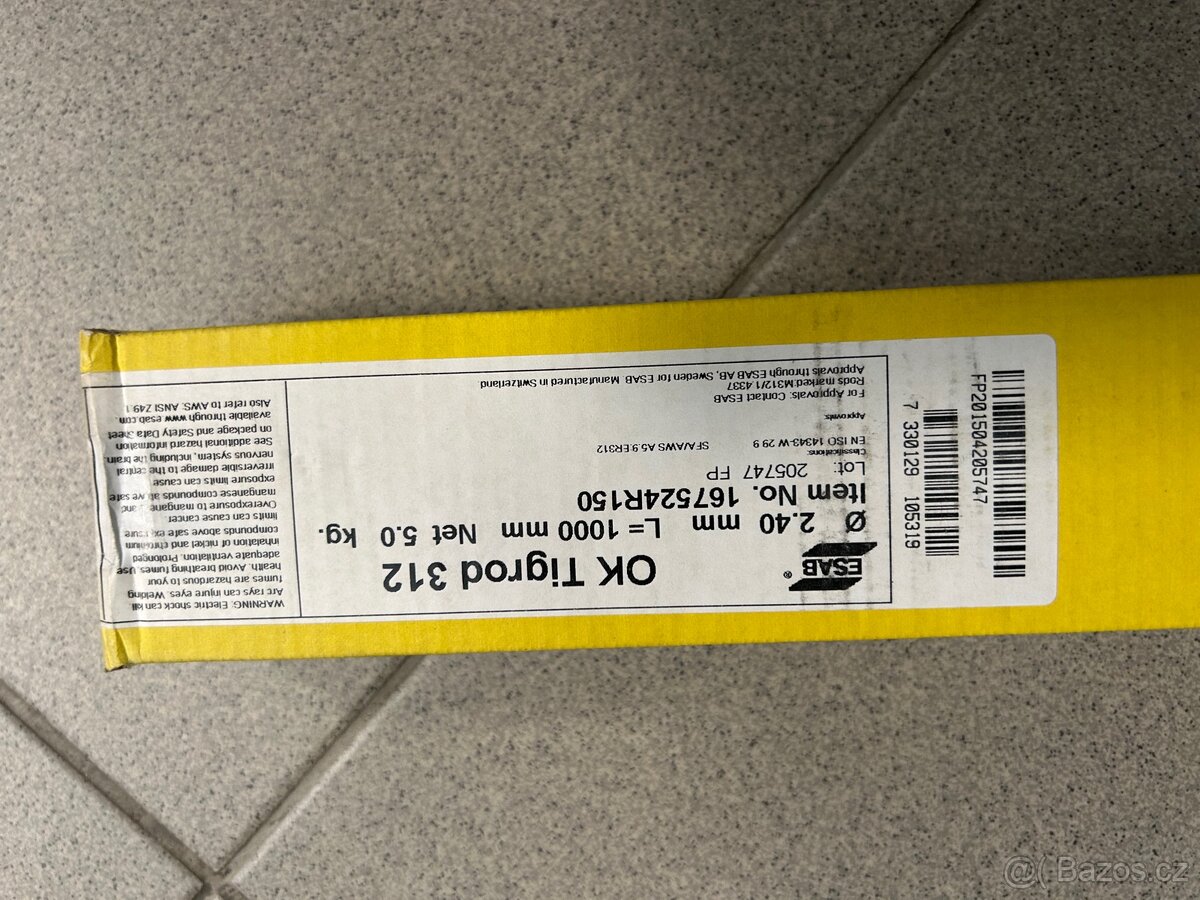 ESAB ®
OK Tigrod 312
Ø 2.40 mm L= 1000 mm Net 5.0 kg.
Item No. 167524R150
Lot: 205747 FP
Classifications:
EN ISO 14343-W 29 9 SFA/AWS A5.9:ER312
Approvals:
For Approvals: Contact ESAB
Rods marked:M312/1.4337
Approvals through ESAB AB, Sweden for ESAB Manufactured in Switzerland
WARNING: Electric shock can kill.
Arc rays can injure eyes. Welding
fumes are hazardous to your
health. Avoid breathing fumes. Use
adequate ventilation. Prolonged
inhalation of nickel and chromium
compounds above safe
limits can cause cancer.
Overexposure to and
manganese compounds above safe
exposure limits can cause
irreversible damage to the central
nervous system, including the brain.
See additional hazard information
on package and Safety Data Sheet
available through www.esab.com.
Also refer to AWS: ANSI Z49.1
7 330129 105319
FP20150420574​7
@( Bazos.cz